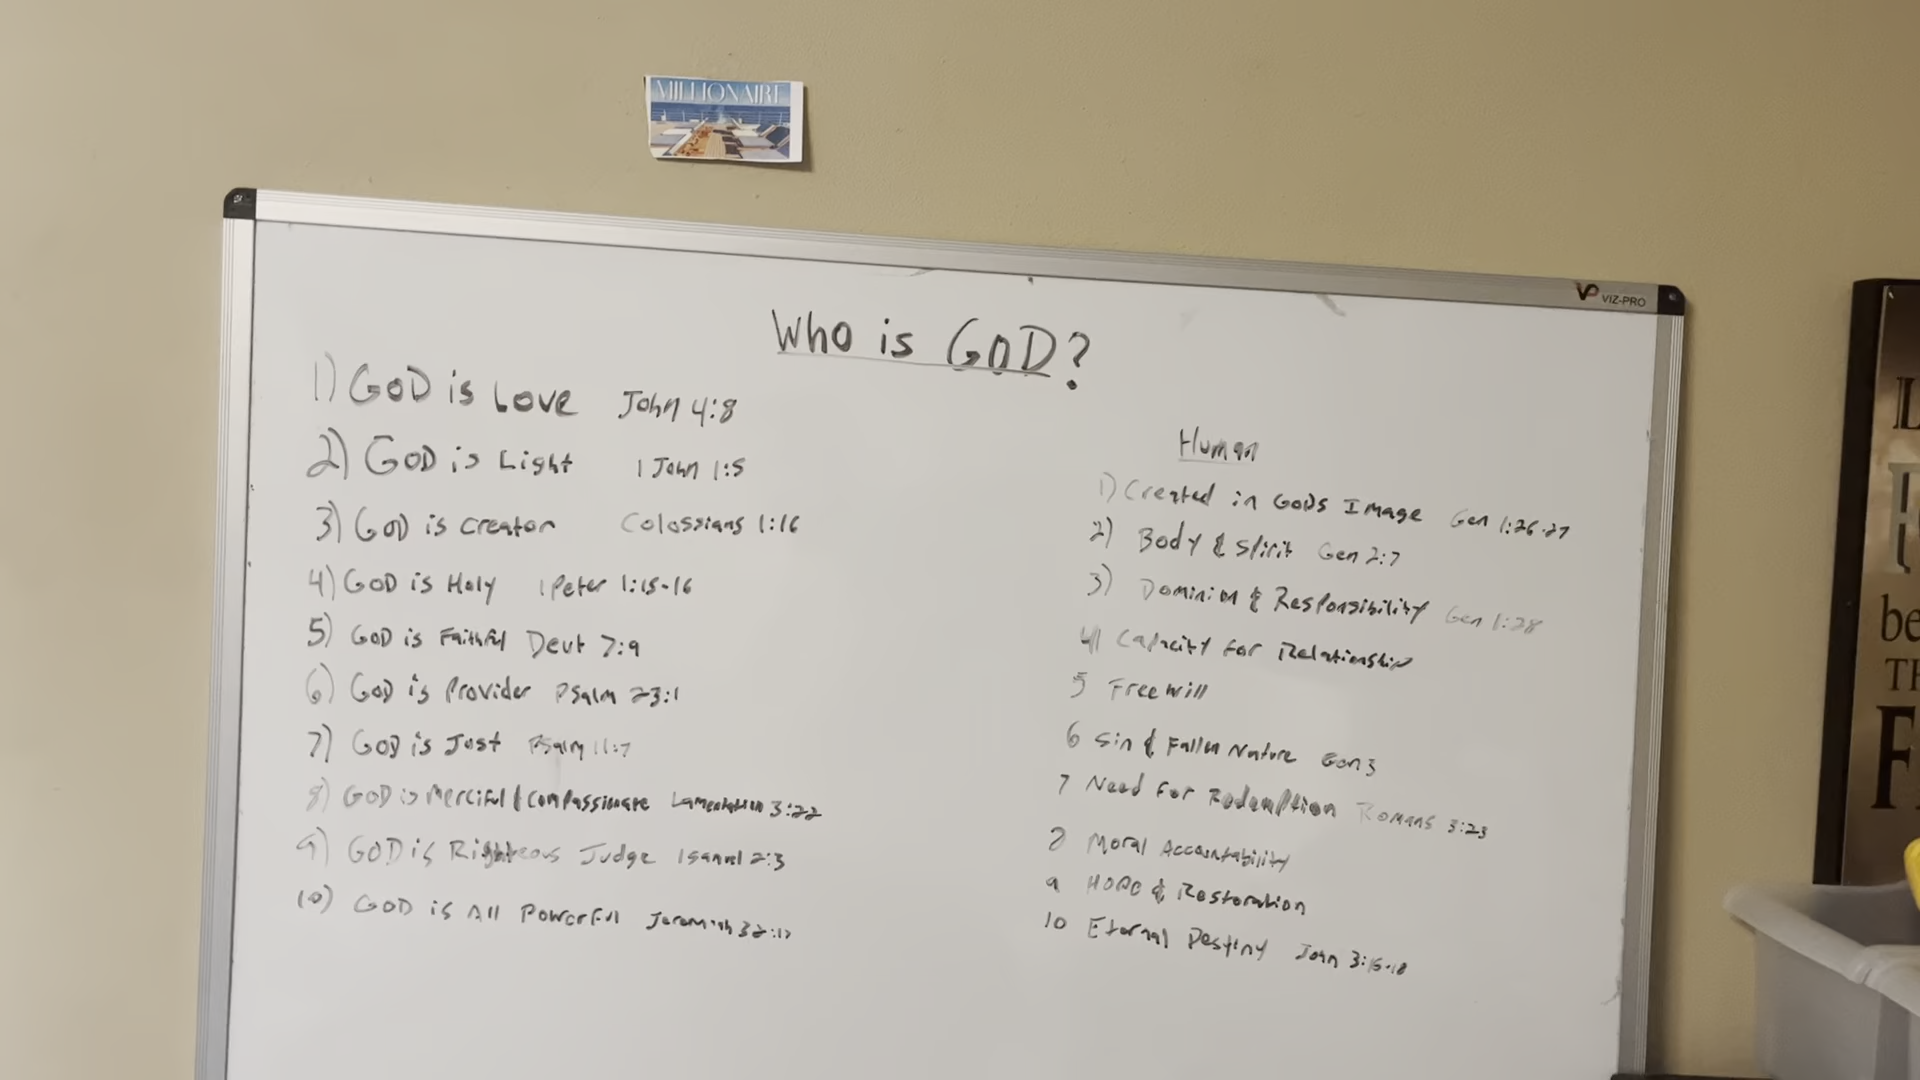 MILLIONAIRE
VIZ-PRO
Who is GOD?
1) GOD is Love John 4:8
2) GOD is Light 1 John 1:5
3) GOD is creator Colossians 1:16
4) GOD is Holy 1 Peter 1:15-16
5) GOD is Faithful Deut 7:9
6) GOD is Provider Psalm 23:1
7) GOD is Just Psalm 11:7
8) GOD is Merciful & Compassionate Lamentation 3:22
9) GOD is Righteous Judge 1 Samuel 2:3
10) GOD is All Powerful Jeremiah 32:17
Human
1) Created in GODS Image Gen 1:26-27
2) Body & Spirit Gen 2:7
3) Dominion & Responsibility Gen 1:28
4) Capacity for Relationship
5 Free will
6 Sin & Fallen Nature Gen 3
7 Need for Redemption Romans 3:23
8 Moral Accountability
9 HOPE & Restoration
10 Eternal Destiny John 3:16-18
be
TH
F